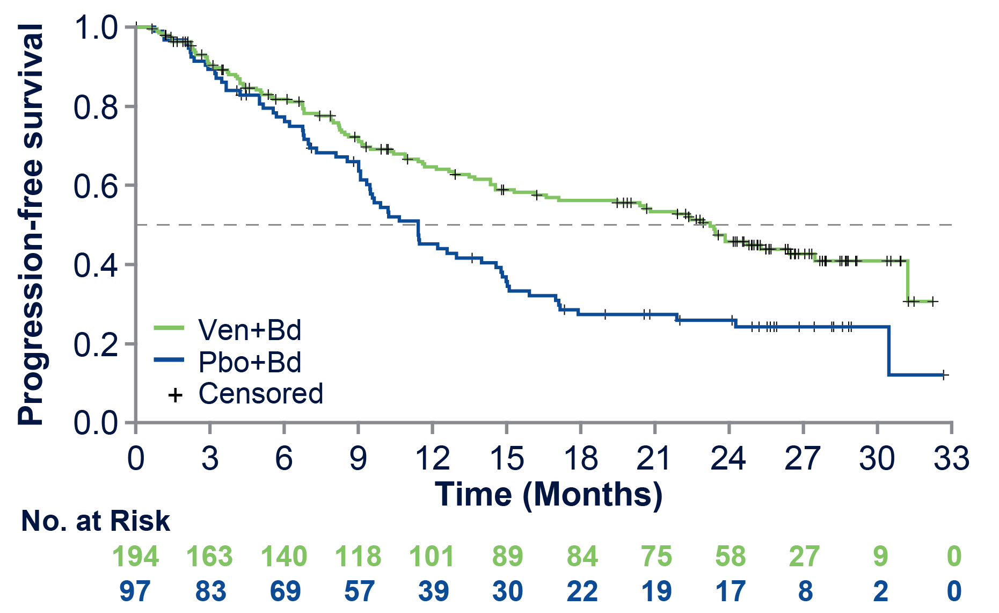 Progression-free survival
1.0
0.8
0.6
0.4
0.2
0.0
Ven+Bd
Pbo+Bd
+ Censored
0 3 6 9 12 15 18 21 24 27 30 33
Time (Months)
No. at Risk
194 163 140 118 101 89 84 75 58 27 9 0
97 83 69 57 39 30 22 19 17 8 2 0